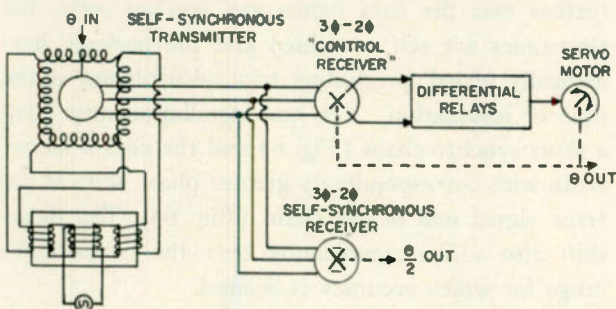 θ IN
SELF-SYNCHRONOUS
TRANSMITTER
3Φ-2Φ
"CONTROL
RECEIVER"
DIFFERENTIAL
RELAYS
SERVO
MOTOR
θ OUT
3Φ-2Φ
SELF-SYNCHRONOUS
RECEIVER
θ/2 OUT